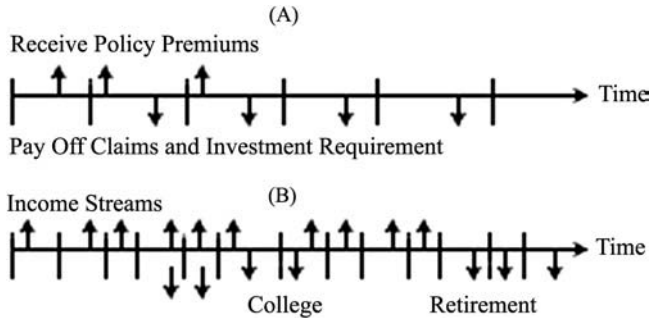 (A)
Receive Policy Premiums
Time
Pay Off Claims and Investment Requirement
(B)
Income Streams
Time
College Retirement